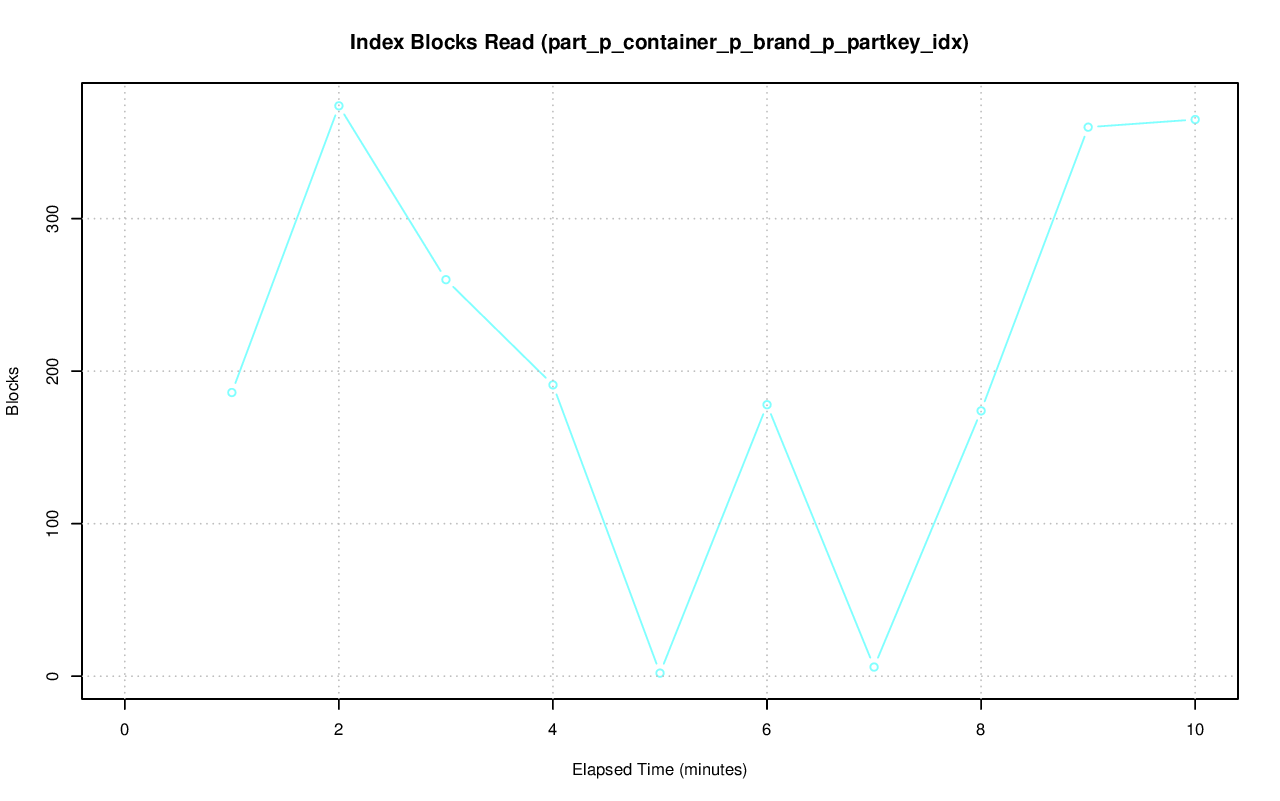 Index Blocks Read (part_p_container_p_brand_p_partkey_idx)
Blocks
300
200
100
0
0 2 4 6 8 10
Elapsed Time (minutes)